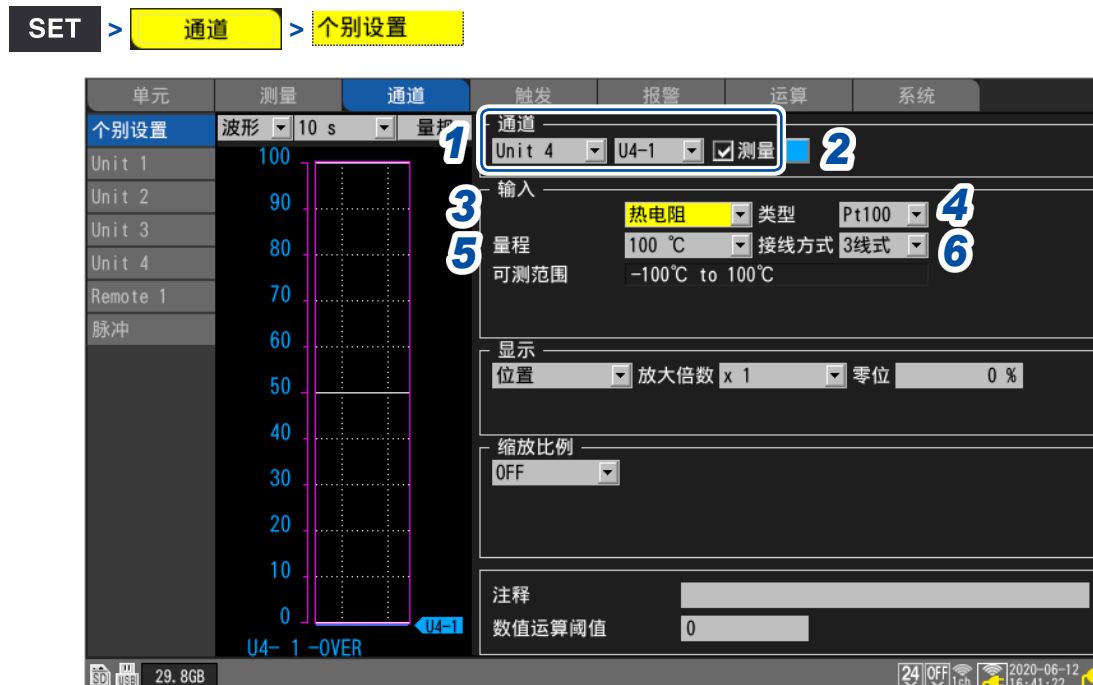 SET > 通道 > 个别设置
单元 测量 通道 触发 报警 运算 系统
个别设置
Unit 1
Unit 2
Unit 3
Unit 4
Remote 1
脉冲
波形 10 s
100
90
80
70
60
50
40
30
20
10
0
U4-1
U4- 1 -OVER
通道
1 Unit 4 U4-1 测量 2
输入
3 热电阻 类型 Pt100 4
5 量程 100 ℃ 接线方式 3线式 6
可测范围 -100℃ to 100℃
显示
位置 放大倍数 x 1 零位 0 %
缩放比例
OFF
注释
数值运算阈值 0
SD USB 29.8GB
24 OFF 1ch 2020-06-12
16:41:22